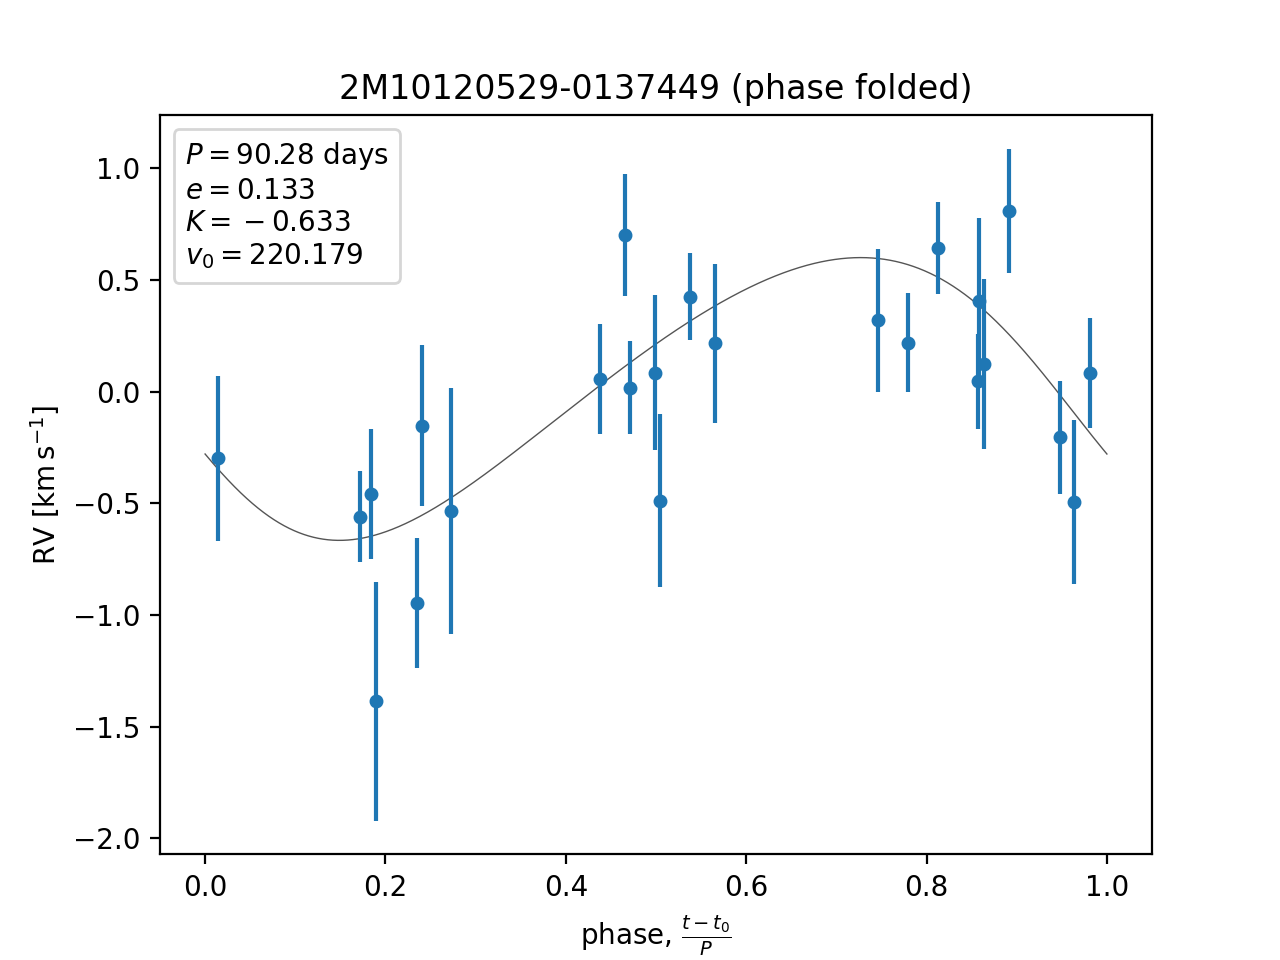 2M10120529-0137449 (phase folded)
P = 90.28 days
e = 0.133
K = −0.633
v₀ = 220.179
1.0
0.5
0.0
−0.5
−1.0
−1.5
−2.0
RV [km s⁻¹]
0.0 0.2 0.4 0.6 0.8 1.0
phase, (t − t₀)/P